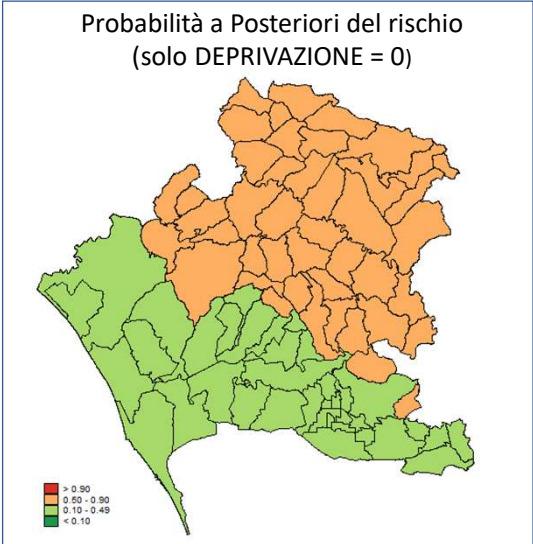 Probabilità a Posteriori del rischio
(solo DEPRIVAZIONE = 0)
> 0.90
0.50 - 0.90
0.10 - 0.49
< 0.10